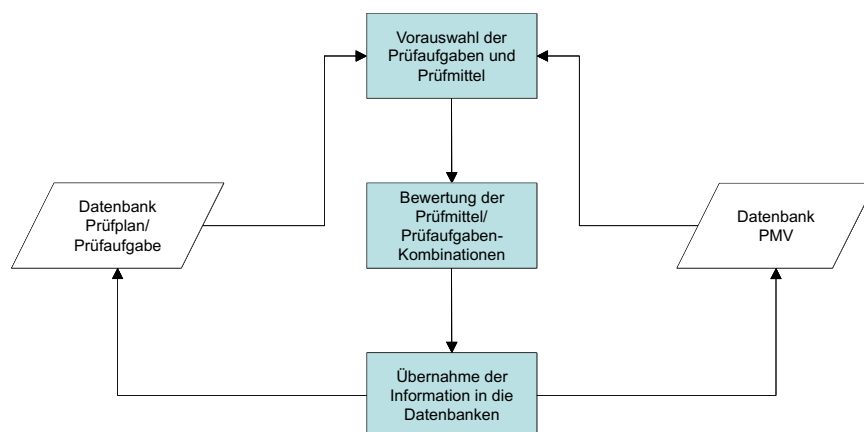 Vorauswahl der
Prüfaufgaben und
Prüfmittel
Datenbank
Prüfplan/
Prüfaufgabe
Bewertung der
Prüfmittel/
Prüfaufgaben-
Kombinationen
Datenbank
PMV
Übernahme der
Information in die
Datenbanken